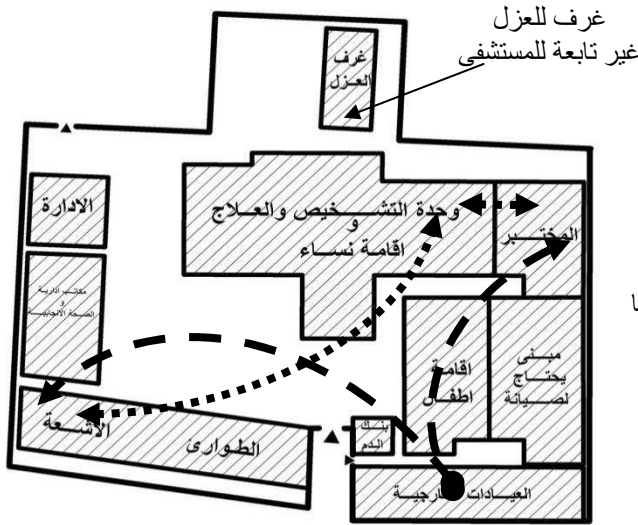 غرف للعزل
غير تابعة للمستشفى
غرف
العزل
الادارة
وحدة التشخيص والعلاج
و
اقامة نساء
المختبر
مكاتب ادارية
و
الصحة الانجابية
اقامة
اطفال
مبنى
يحتاج
لصيانة
بنك
الدم
الاشعة
الطوارئ
العيادات الخارجية